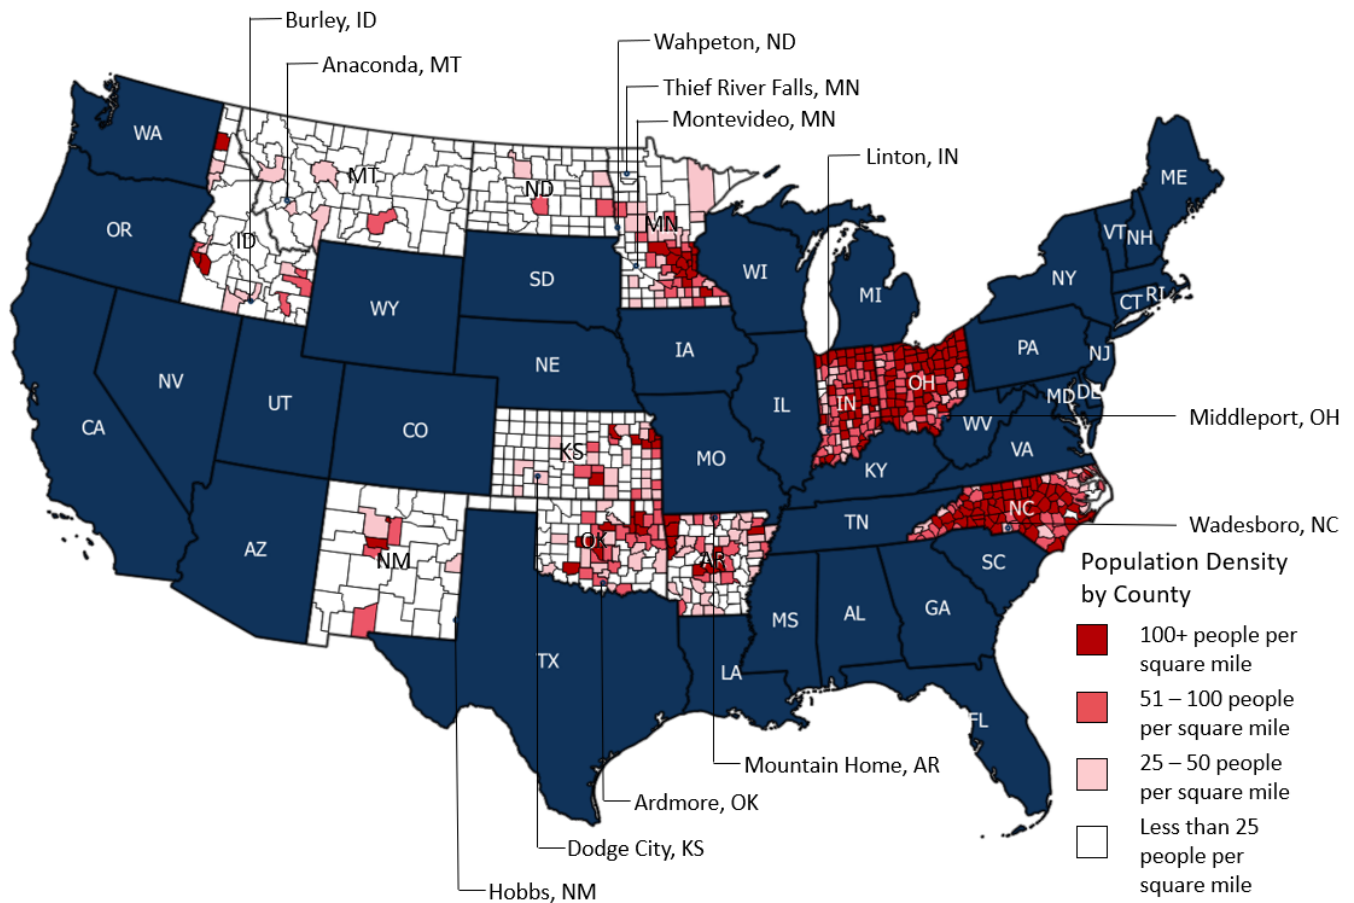 Burley, ID
Anaconda, MT
Wahpeton, ND
Thief River Falls, MN
Montevideo, MN
Linton, IN
WA
MT
ND
MN
ME
OR
ID
VT
NH
SD
WI
NY
WY
MI
CT
RI
IA
PA
NJ
NE
NV
UT
IL
IN
OH
MD
DE
CA
CO
WV
Middleport, OH
KS
MO
KY
VA
AZ
NM
OK
AR
TN
NC
Wadesboro, NC
SC
MS
AL
GA
TX
LA
FL
Mountain Home, AR
Ardmore, OK
Dodge City, KS
Hobbs, NM
Population Density
by County
100+ people per
square mile
51 – 100 people
per square mile
25 – 50 people
per square mile
Less than 25
people per
square mile